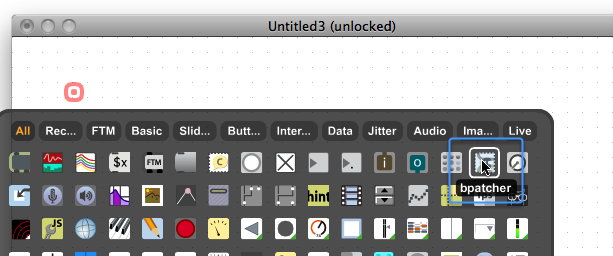 Untitled3 (unlocked)
All Rec... FTM Basic Slid... Butt... Inter... Data Jitter Audio Ima... Live
$x FTM C i o
bpatcher
hint
JS